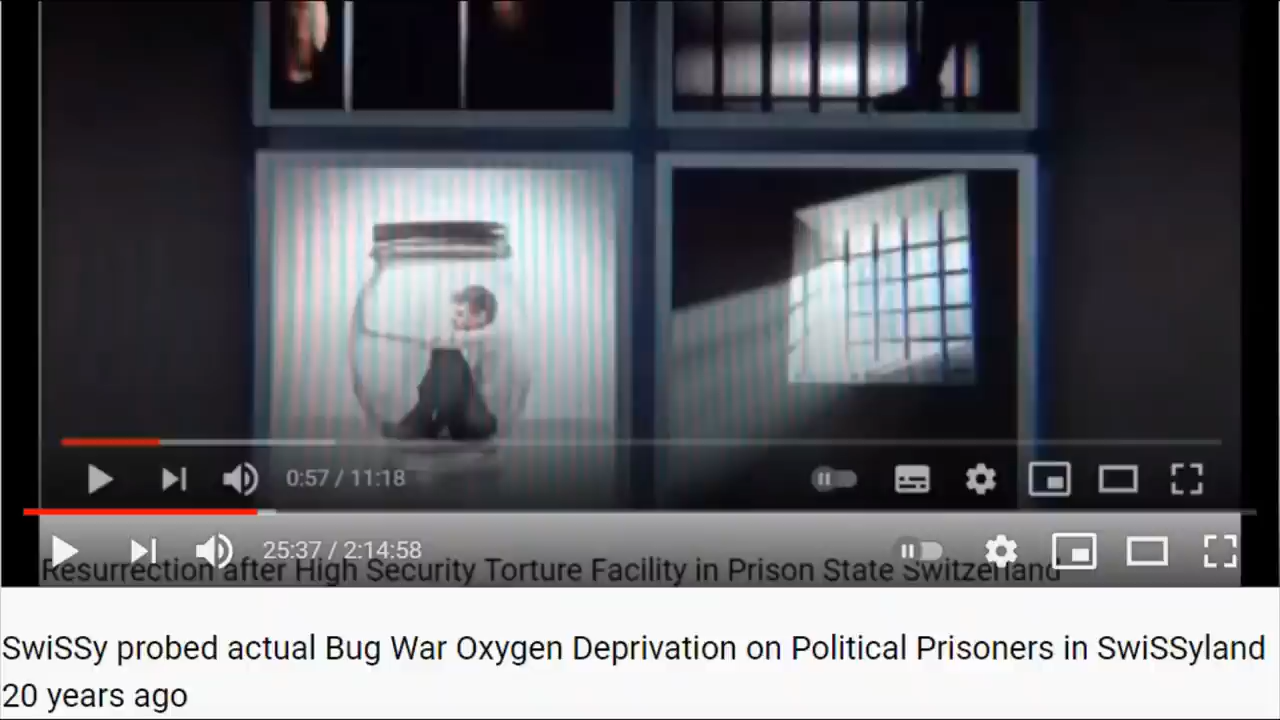 0:57 / 11:18
25:37 / 2:14:58
Resurrection after High Security Torture Facility in Prison State Switzerland
SwiSSy probed actual Bug War Oxygen Deprivation on Political Prisoners in SwiSSyland
20 years ago